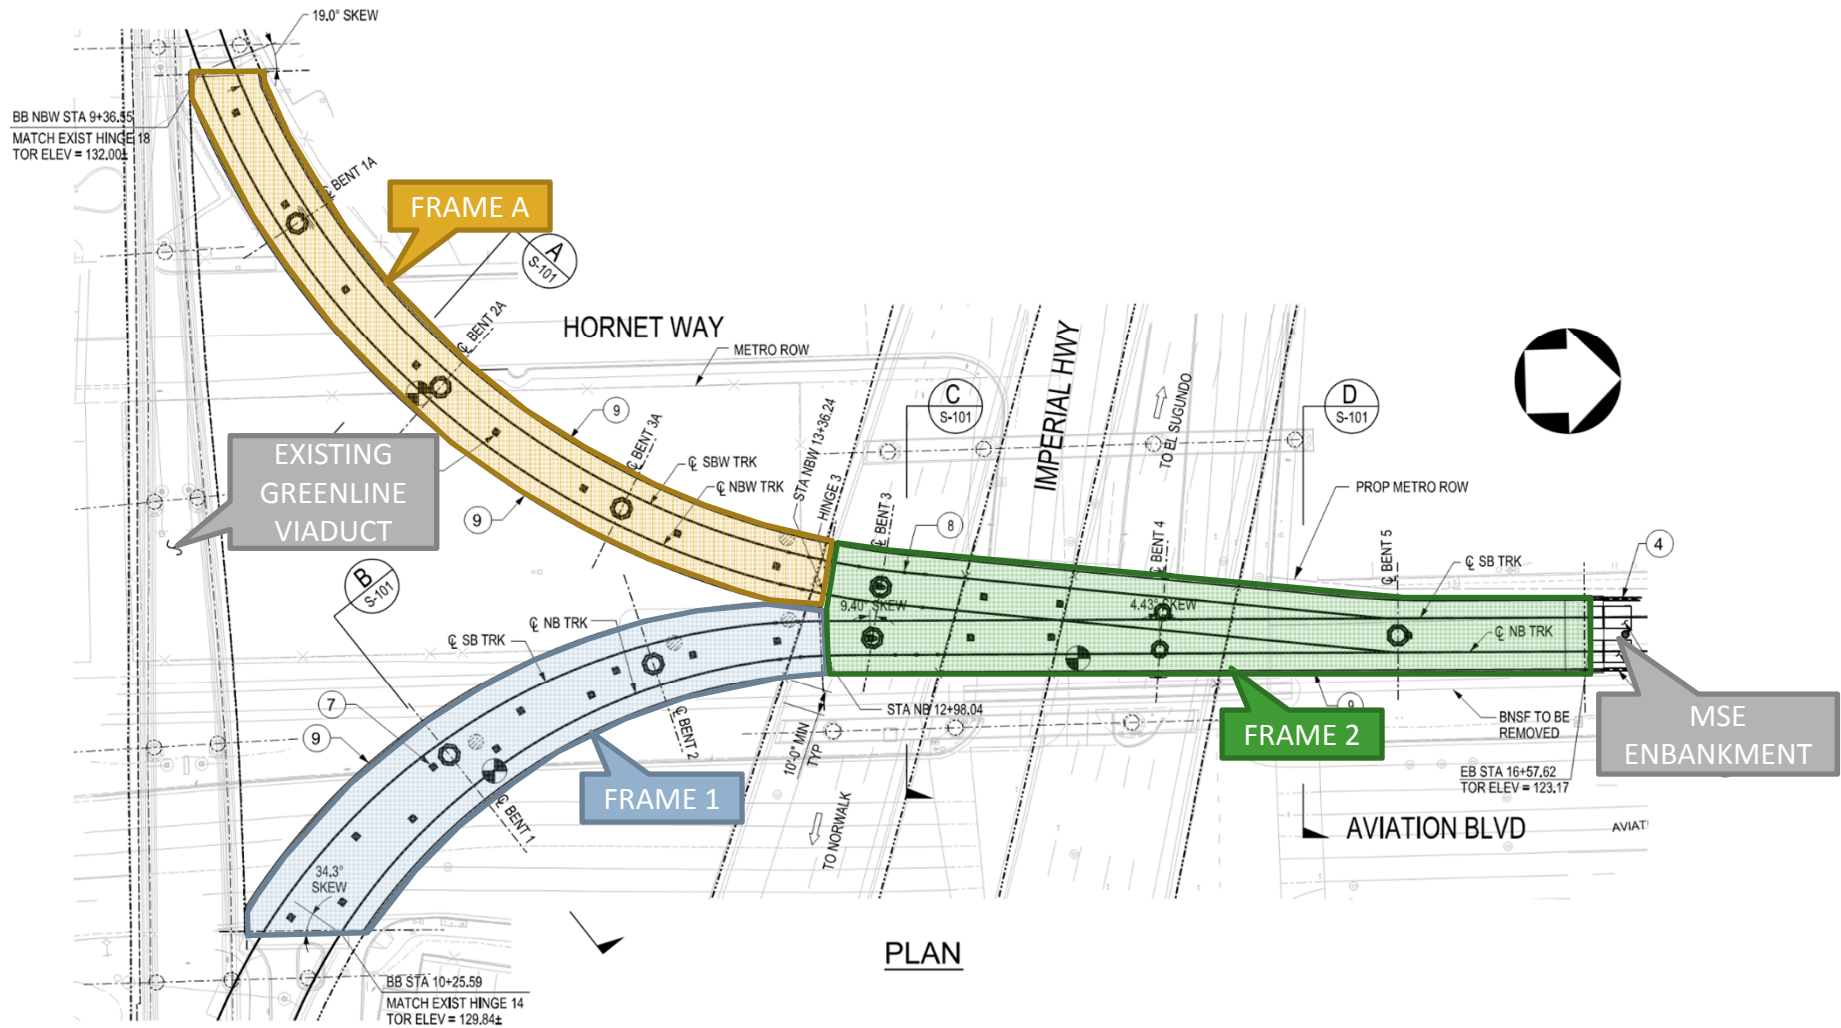 19.0° SKEW
BB NBW STA 9+36.55
MATCH EXIST HINGE 18
TOR ELEV = 132.00±
℄ BENT 1A
FRAME A
A
S-101
℄ BENT 2A
HORNET WAY
METRO ROW
9
℄ BENT 3A
℄ SBW TRK
℄ NBW TRK
STA NBW 13+36.24
HINGE 3
EXISTING
GREENLINE
VIADUCT
9
B
S-101
C
S-101
IMPERIAL HWY
TO EL SUGUNDO
D
S-101
PROP METRO ROW
℄ BENT 3
8
℄ BENT 4
℄ BENT 5
℄ SB TRK
4
9.40° SKEW
4.43° SKEW
℄ NB TRK
℄ SB TRK
℄ NB TRK
7
9
℄ BENT 2
℄ BENT 1
10'-0" MIN
TYP
STA NB 12+98.04
9
FRAME 1
FRAME 2
BNSF TO BE
REMOVED
MSE
ENBANKMENT
EB STA 16+57.62
TOR ELEV = 123.17
TO NORWALK
AVIATION BLVD
AVIATI
34.3°
SKEW
PLAN
BB STA 10+25.59
MATCH EXIST HINGE 14
TOR ELEV = 129.84±